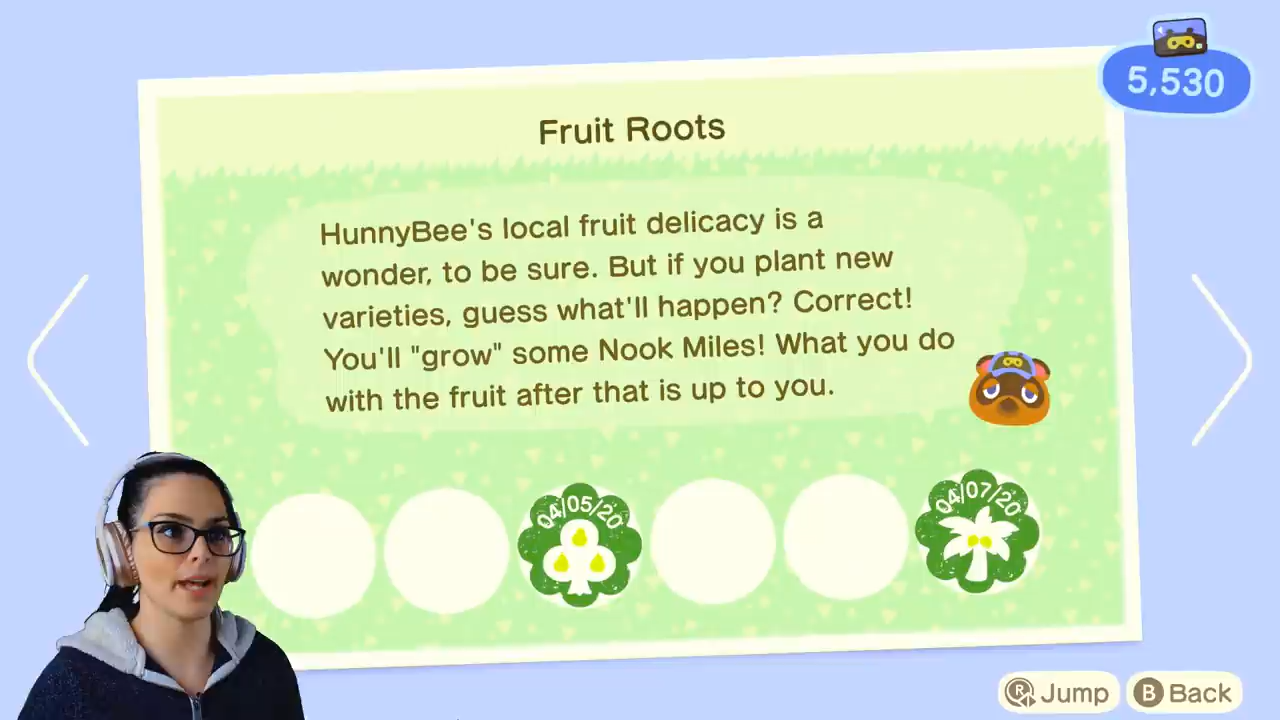 5,530
Fruit Roots
HunnyBee's local fruit delicacy is a
wonder, to be sure. But if you plant new
varieties, guess what'll happen? Correct!
You'll "grow" some Nook Miles! What you do
with the fruit after that is up to you.
04/05/20
04/07/20
R Jump
B Back